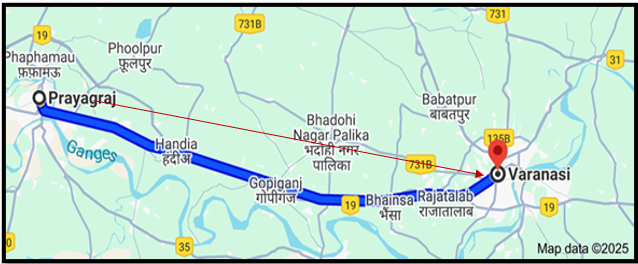 731
731B
19
Phoolpur
फूलपुर
Phaphamau
फ़ाफ़ामऊ
31
Prayagraj
Babatpur
बाबतपुर
Bhadohi
Nagar Palika
भदोही नगर
पालिका
135B
Handia
हंदीअ
Ganges
731B
Varanasi
Gopiganj
गोपीगंज
Bhainsa
भैंसा
Rajatalab
राजातालाब
19
19
35
Map data ©2025